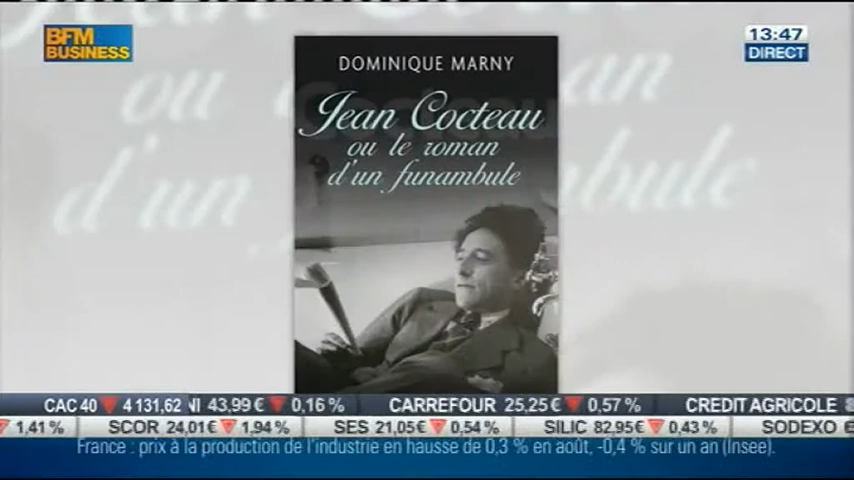 BFM
BUSINESS
13:47
DIRECT
DOMINIQUE MARNY
Jean Cocteau
ou le roman
d'un funambule
ou
d'un
CAC 40 4 131,62 NI 43,99 € 0,16 % CARREFOUR 25,25 € 0,57 % CREDIT AGRICOLE
1,41 % SCOR 24,01 € 1,94 % SES 21,05 € 0,54 % SILIC 82,95 € 0,43 % SODEXO €
France : prix à la production de l'industrie en hausse de 0,3 % en août, -0,4 % sur un an (Insee).